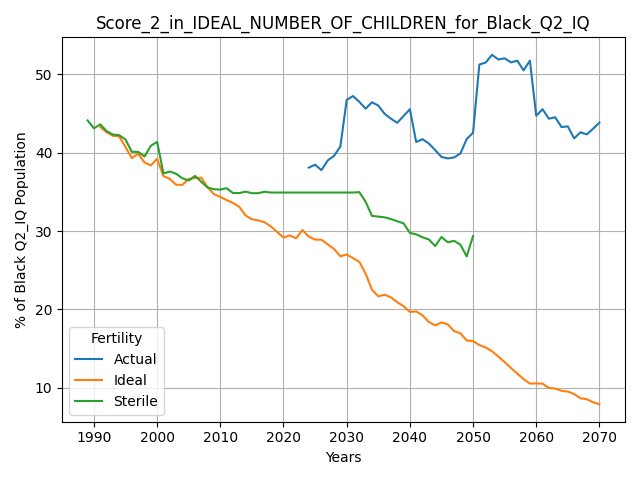 Score_2_in_IDEAL_NUMBER_OF_CHILDREN_for_Black_Q2_IQ
% of Black Q2_IQ Population
50
40
30
20
10
Fertility
Actual
Ideal
Sterile
1990 2000 2010 2020 2030 2040 2050 2060 2070
Years